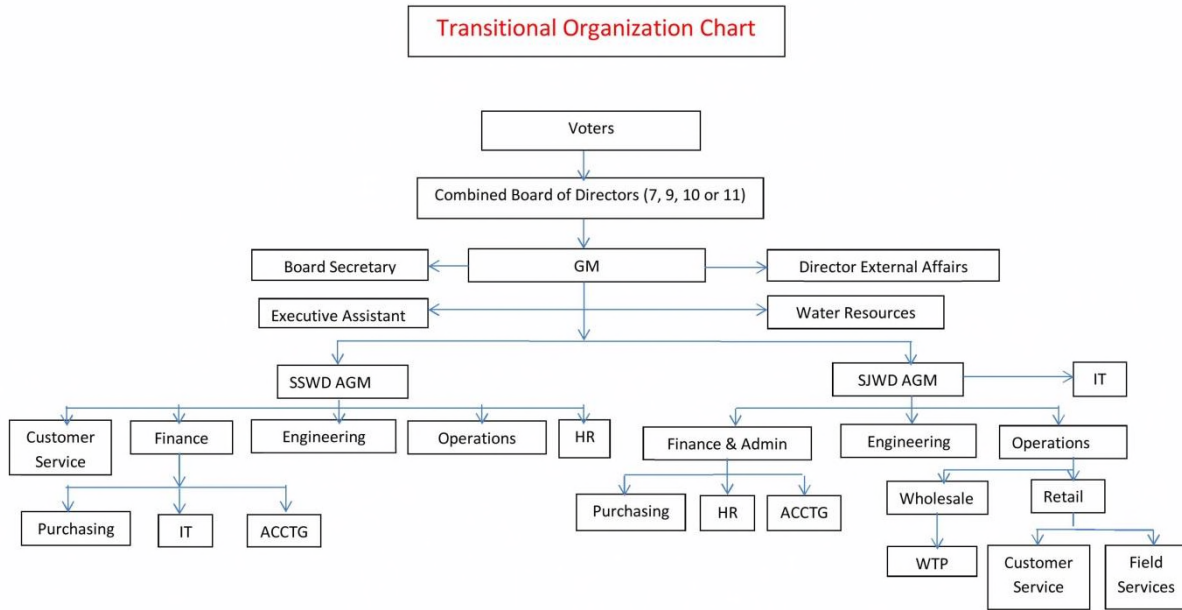 Transitional Organization Chart
Voters
Combined Board of Directors (7, 9, 10 or 11)
Board Secretary
GM
Director External Affairs
Executive Assistant
Water Resources
SSWD AGM
SJWD AGM
IT
Customer
Service
Finance
Engineering
Operations
HR
Finance & Admin
Engineering
Operations
Purchasing
IT
ACCTG
Purchasing
HR
ACCTG
Wholesale
Retail
WTP
Customer
Service
Field
Services